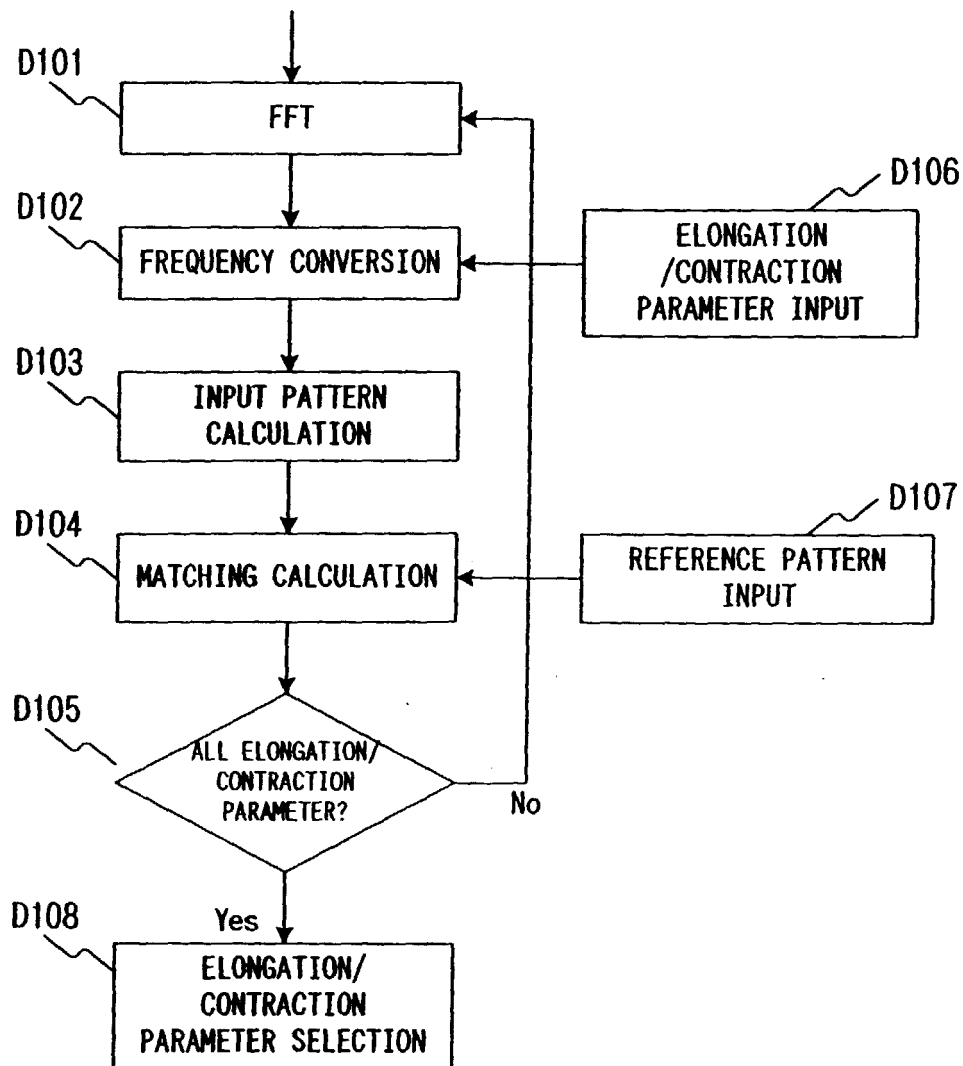 D101
FFT
D106
D102
FREQUENCY CONVERSION
ELONGATION
/CONTRACTION
PARAMETER INPUT
D103
INPUT PATTERN
CALCULATION
D107
D104
MATCHING CALCULATION
REFERENCE PATTERN
INPUT
D105
ALL ELONGATION/
CONTRACTION
PARAMETER?
No
Yes
D108
ELONGATION/
CONTRACTION
PARAMETER SELECTION